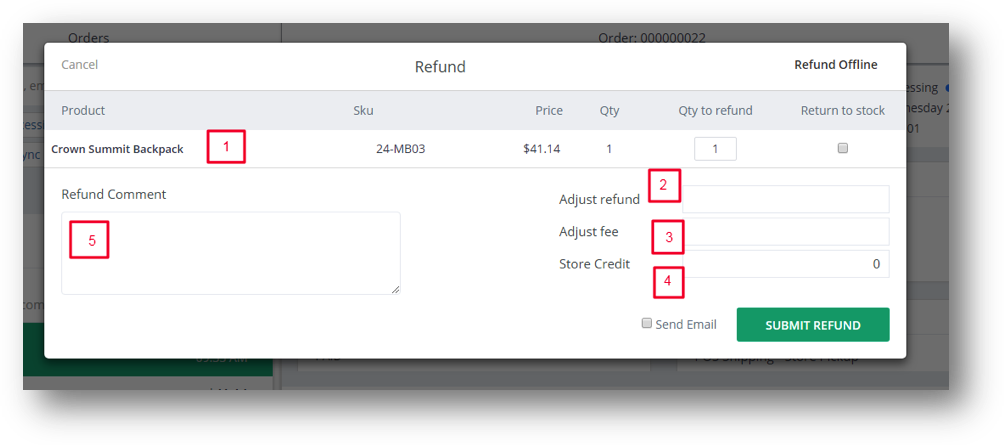 Orders
Order: 000000022
Cancel
Refund
Refund Offline
Product
Sku
Price
Qty
Qty to refund
Return to stock
Crown Summit Backpack
1
24-MB03
$41.14
1
1
Refund Comment
5
Adjust refund
2
Adjust fee
3
Store Credit
4
0
Send Email
SUBMIT REFUND